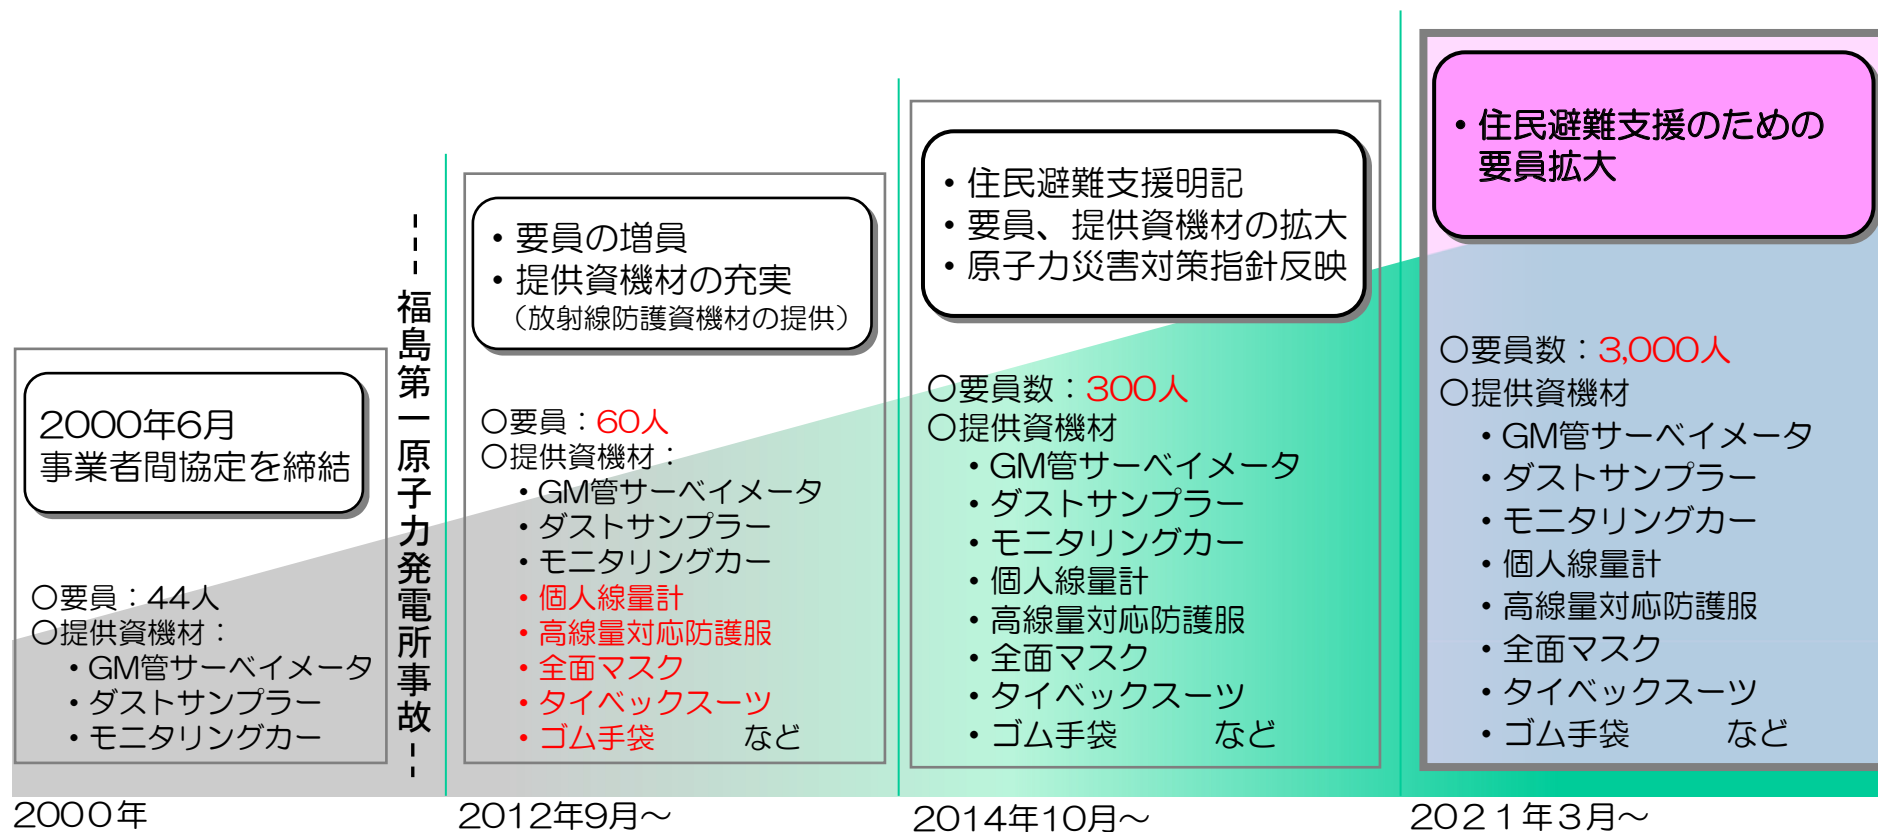 2000年6月
事業者間協定を締結
〇要員：44人
〇提供資機材：
・GM管サーベイメータ
・ダストサンプラー
・モニタリングカー
2000年
福島第一原子力発電所事故
・要員の増員
・提供資機材の充実
（放射線防護資機材の提供）
〇要員：60人
〇提供資機材：
・GM管サーベイメータ
・ダストサンプラー
・モニタリングカー
・個人線量計
・高線量対応防護服
・全面マスク
・タイベックスーツ
・ゴム手袋　　　など
2012年9月～
・住民避難支援明記
・要員、提供資機材の拡大
・原子力災害対策指針反映
〇要員数：300人
〇提供資機材
・GM管サーベイメータ
・ダストサンプラー
・モニタリングカー
・個人線量計
・高線量対応防護服
・全面マスク
・タイベックスーツ
・ゴム手袋　　　など
2014年10月～
・住民避難支援のための
要員拡大
〇要員数：3,000人
〇提供資機材
・GM管サーベイメータ
・ダストサンプラー
・モニタリングカー
・個人線量計
・高線量対応防護服
・全面マスク
・タイベックスーツ
・ゴム手袋　　　など
2021年3月～